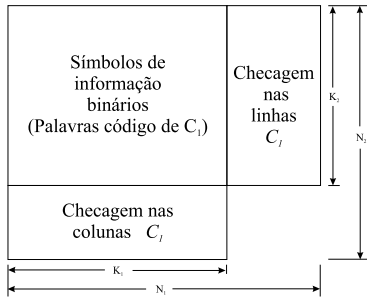 Símbolos de
informação
binários
(Palavras código de C₁)
Checagem
nas
linhas
C₁
K₂
N₂
Checagem nas
colunas C₁
K₁
N₁